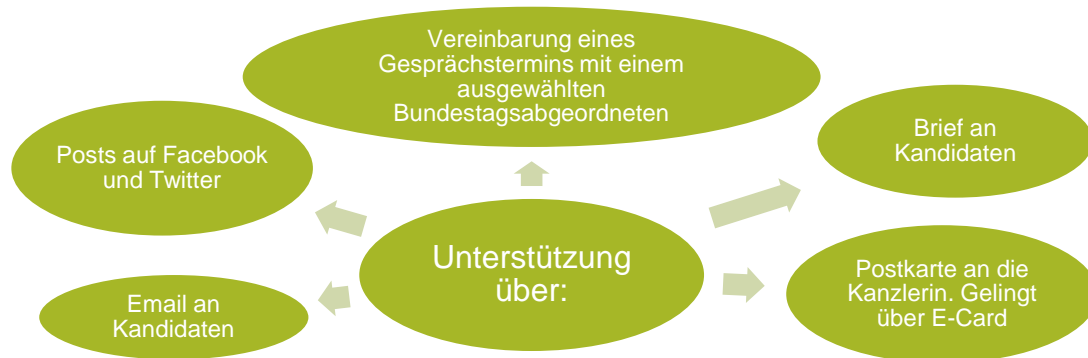 Vereinbarung eines
Gesprächstermins mit einem
ausgewählten
Bundestagsabgeordneten
Posts auf Facebook
und Twitter
Brief an
Kandidaten
Unterstützung
über:
Email an
Kandidaten
Postkarte an die
Kanzlerin. Gelingt
über E-Card